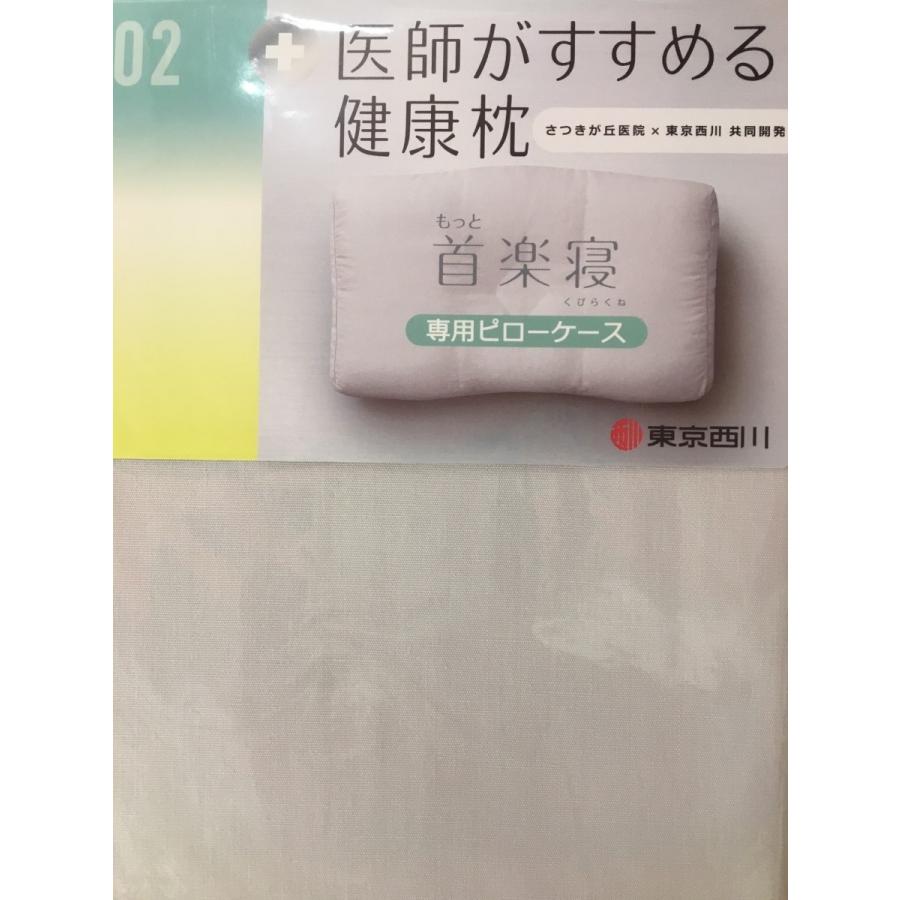 02
医師がすすめる
健康枕
さつきが丘医院 × 東京西川 共同開発
もっと
首楽寝
くびらくね
専用ピローケース
東京西川